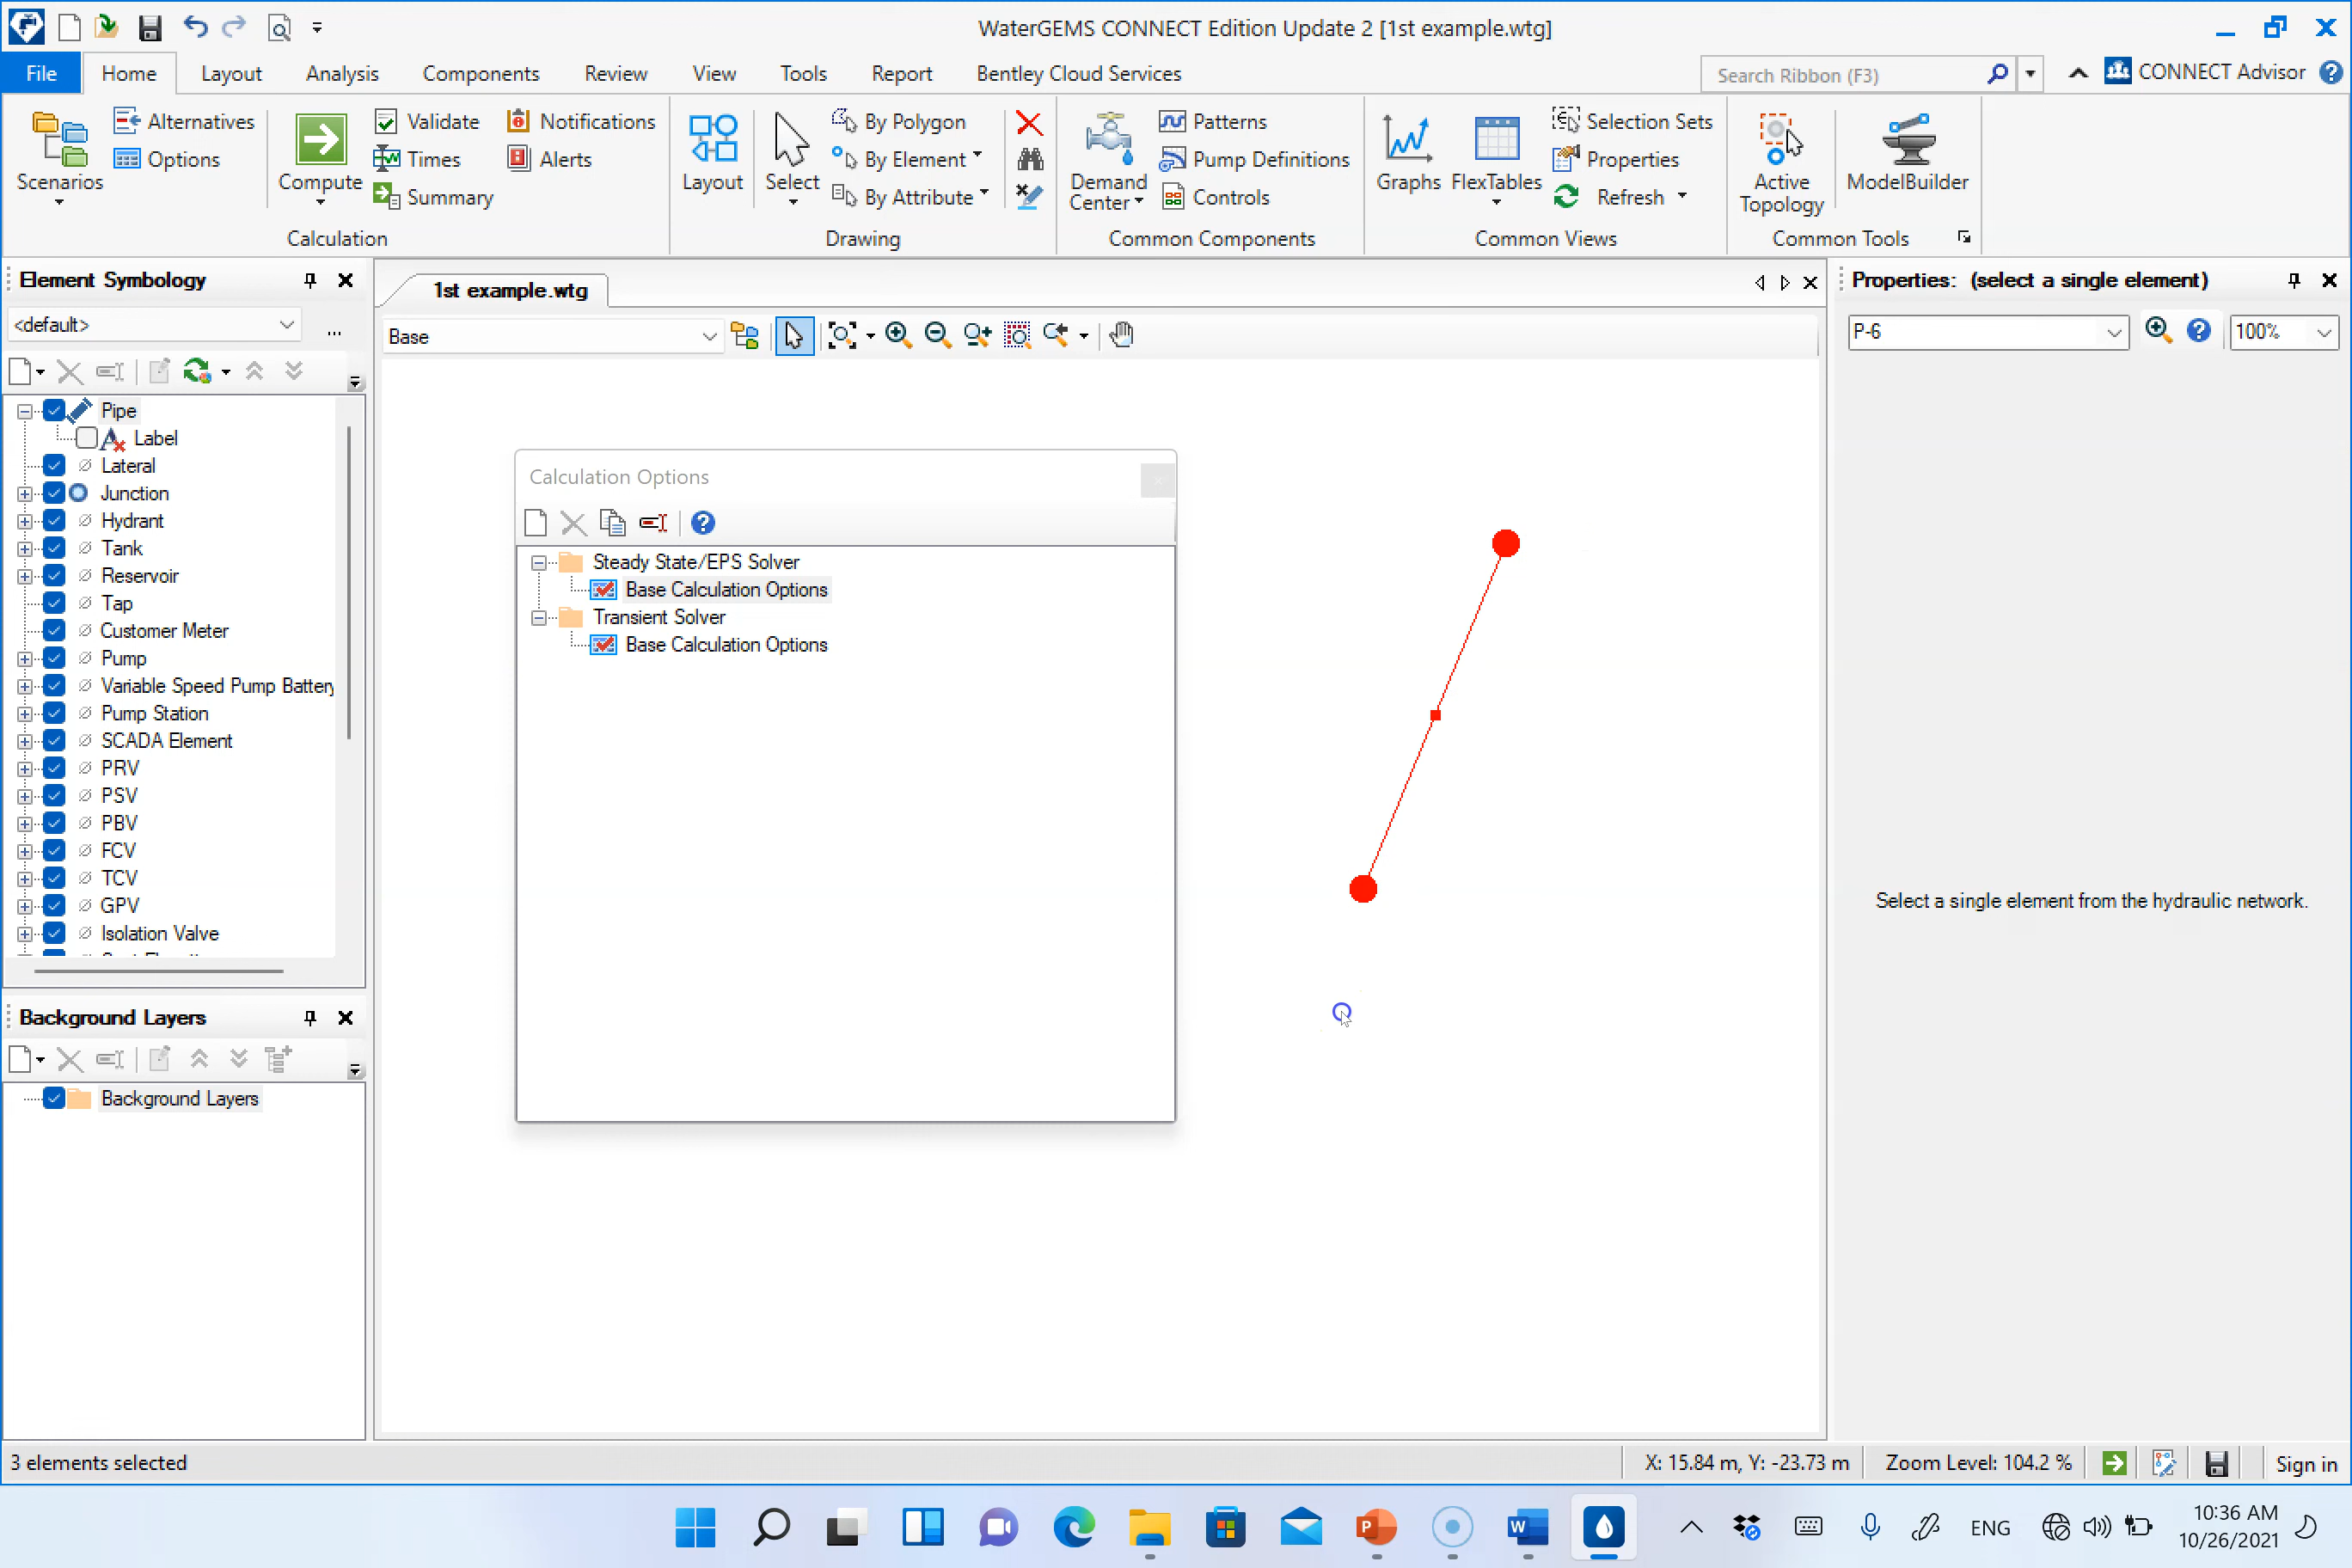 WaterGEMS CONNECT Edition Update 2 [1st example.wtg]
File Home Layout Analysis Components Review View Tools Report Bentley Cloud Services
Search Ribbon (F3)
CONNECT Advisor
Scenarios
Alternatives
Options
Compute
Validate
Times
Summary
Notifications
Alerts
Calculation
Layout
Select
By Polygon
By Element
By Attribute
Drawing
Demand
Center
Patterns
Pump Definitions
Controls
Common Components
Graphs
FlexTables
Selection Sets
Properties
Refresh
Common Views
Active
Topology
ModelBuilder
Common Tools
Element Symbology
<default>
...
Pipe
Label
Lateral
Junction
Hydrant
Tank
Reservoir
Tap
Customer Meter
Pump
Variable Speed Pump Battery
Pump Station
SCADA Element
PRV
PSV
PBV
FCV
TCV
GPV
Isolation Valve
Background Layers
Background Layers
1st example.wtg
Base
Calculation Options
Steady State/EPS Solver
Base Calculation Options
Transient Solver
Base Calculation Options
Properties: (select a single element)
P-6
100%
Select a single element from the hydraulic network.
3 elements selected
X: 15.84 m, Y: -23.73 m
Zoom Level: 104.2 %
Sign in
ENG
10:36 AM
10/26/2021